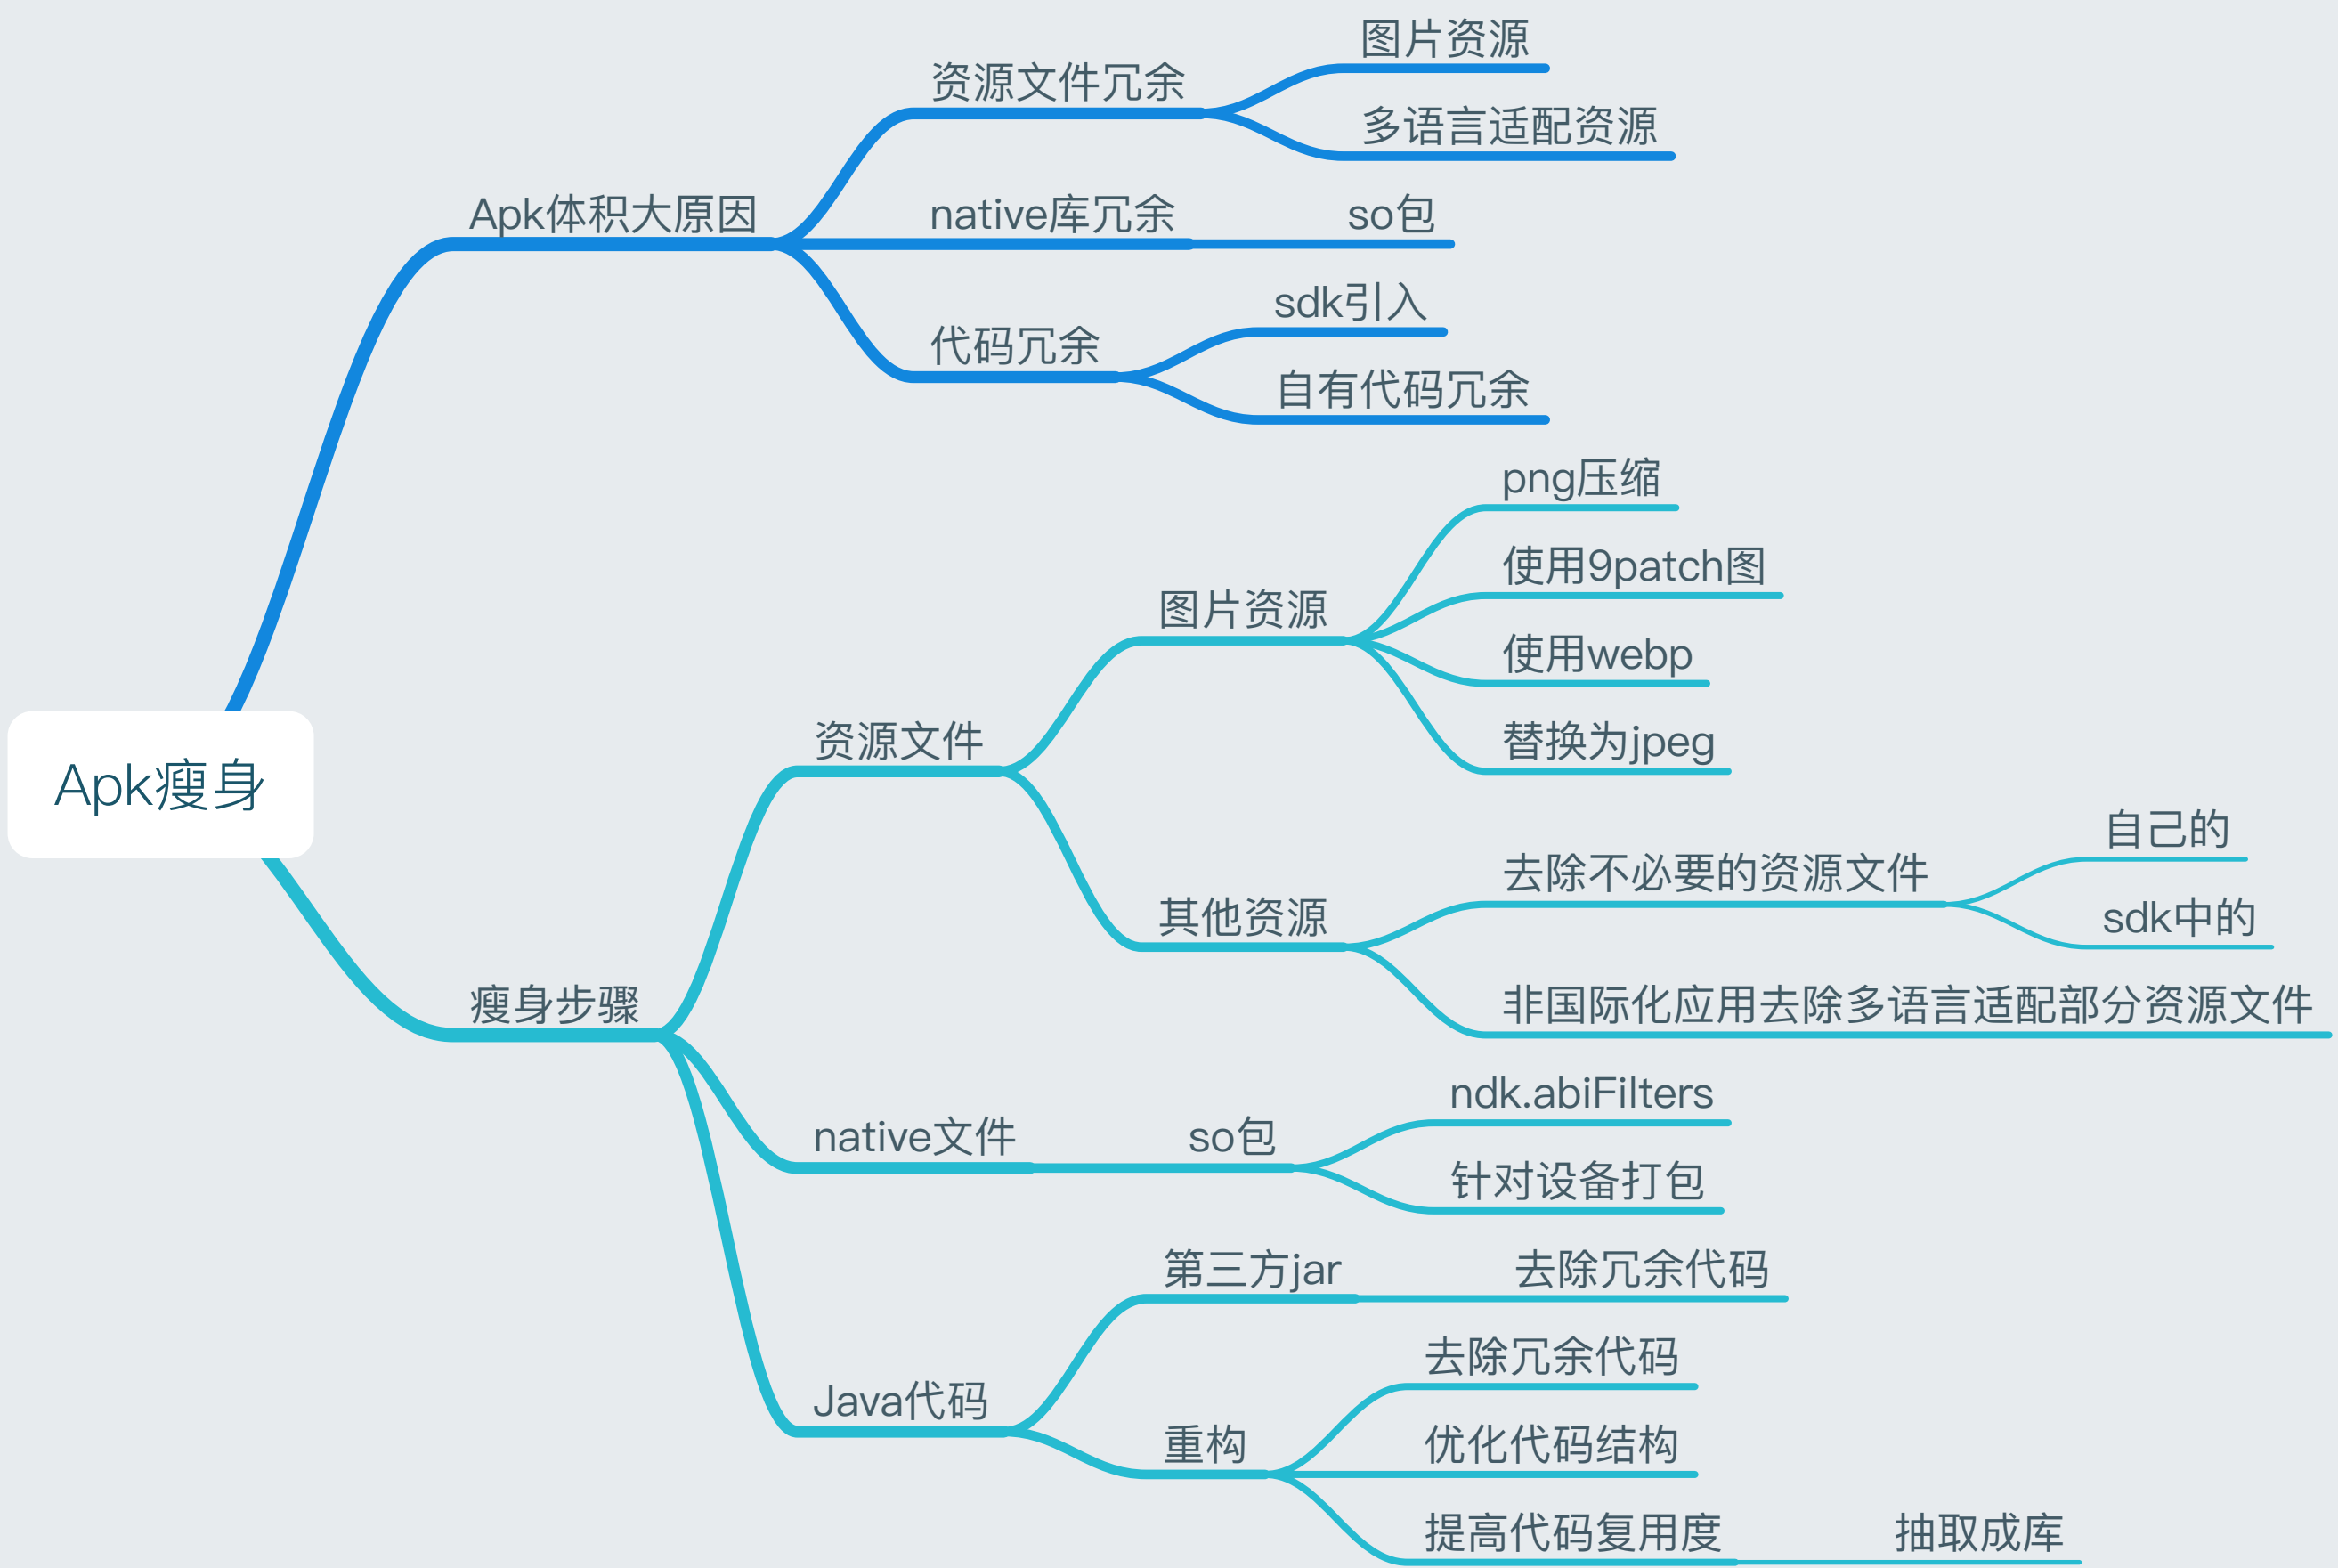 图片资源
资源文件冗余
多语言适配资源
Apk体积大原因
native库冗余
so包
sdk引入
代码冗余
自有代码冗余
png压缩
使用9patch图
图片资源
使用webp
资源文件
替换为jpeg
Apk瘦身
自己的
去除不必要的资源文件
其他资源
sdk中的
瘦身步骤
非国际化应用去除多语言适配部分资源文件
ndk.abiFilters
native文件
so包
针对设备打包
第三方jar
去除冗余代码
去除冗余代码
Java代码
重构
优化代码结构
提高代码复用度
抽取成库